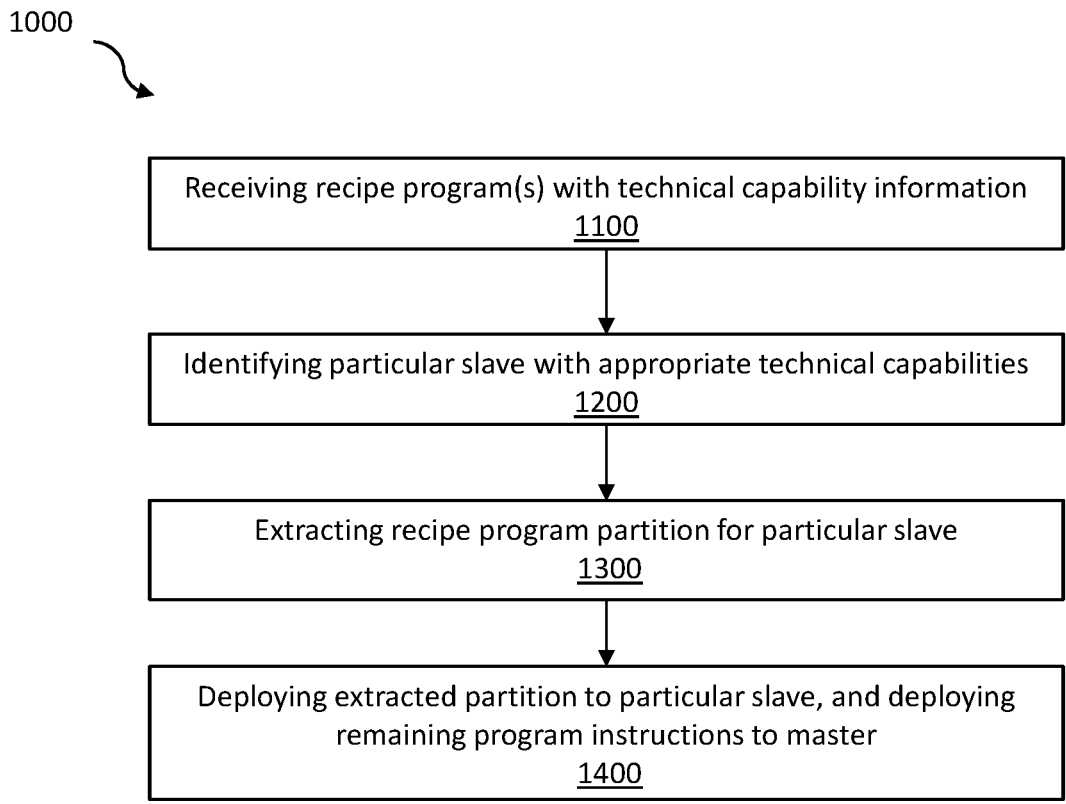 1000
Receiving recipe program(s) with technical capability information
1100
Identifying particular slave with appropriate technical capabilities
1200
Extracting recipe program partition for particular slave
1300
Deploying extracted partition to particular slave, and deploying
remaining program instructions to master
1400